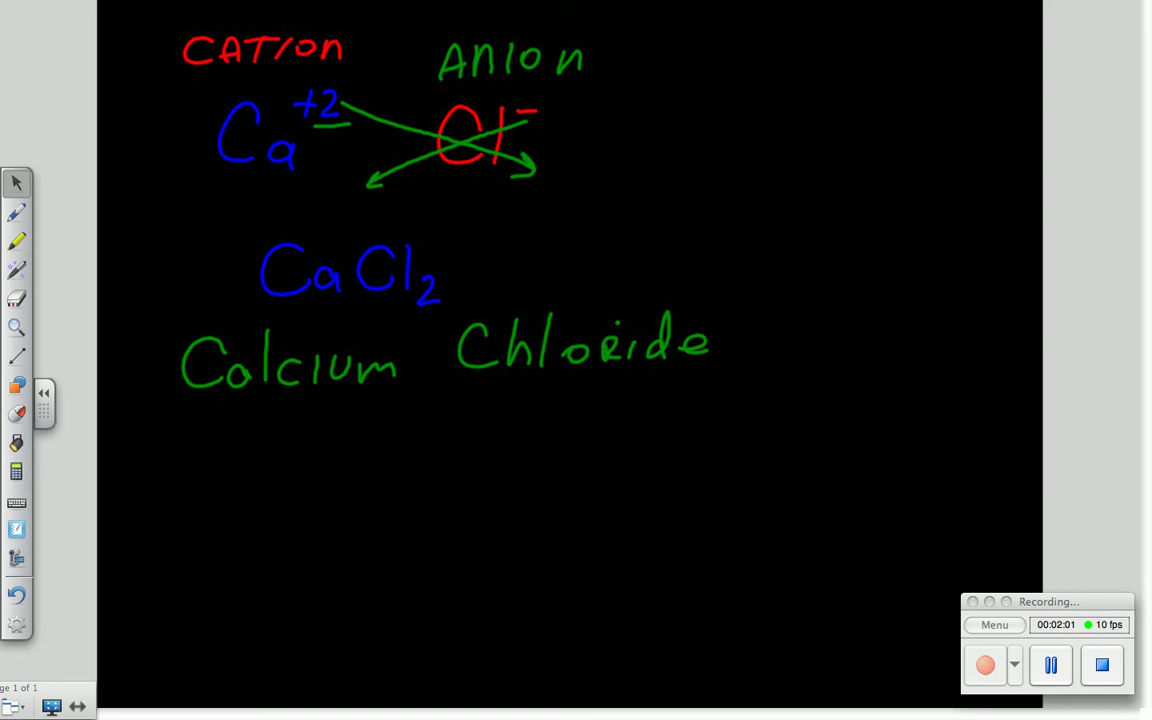 CATION ANION
Ca+2 Cl-
CaCl2
Calcium Chloride
Recording...
Menu 00:02:01 10 fps
ge 1 of 1